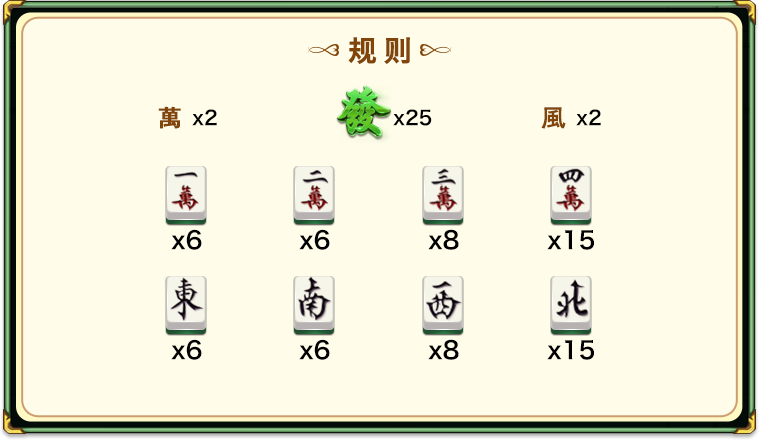 规则
萬 x2 發 x25 風 x2
一萬 二萬 三萬 四萬
x6 x6 x8 x15
東 南 西 北
x6 x6 x8 x15